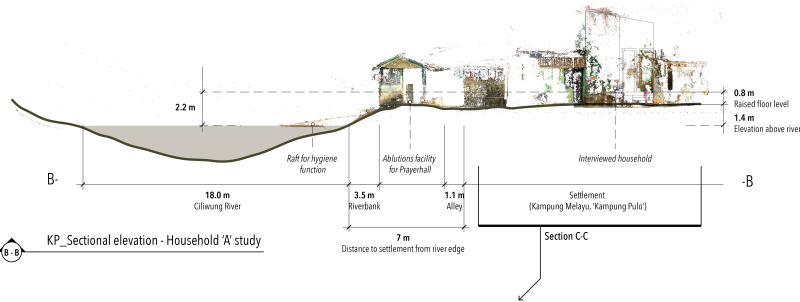 2.2 m
0.8 m
Raised floor level
1.4 m
Elevation above river
Raft for hygiene
function
Ablutions facility
for Prayerhall
Interviewed household
B-
-B
18.0 m
Ciliwung River
3.5 m
Riverbank
1.1 m
Alley
Settlement
(Kampung Melayu, 'Kampung Pulo')
7 m
Distance to settlement from river edge
Section C-C
B - B
KP_Sectional elevation - Household 'A' study